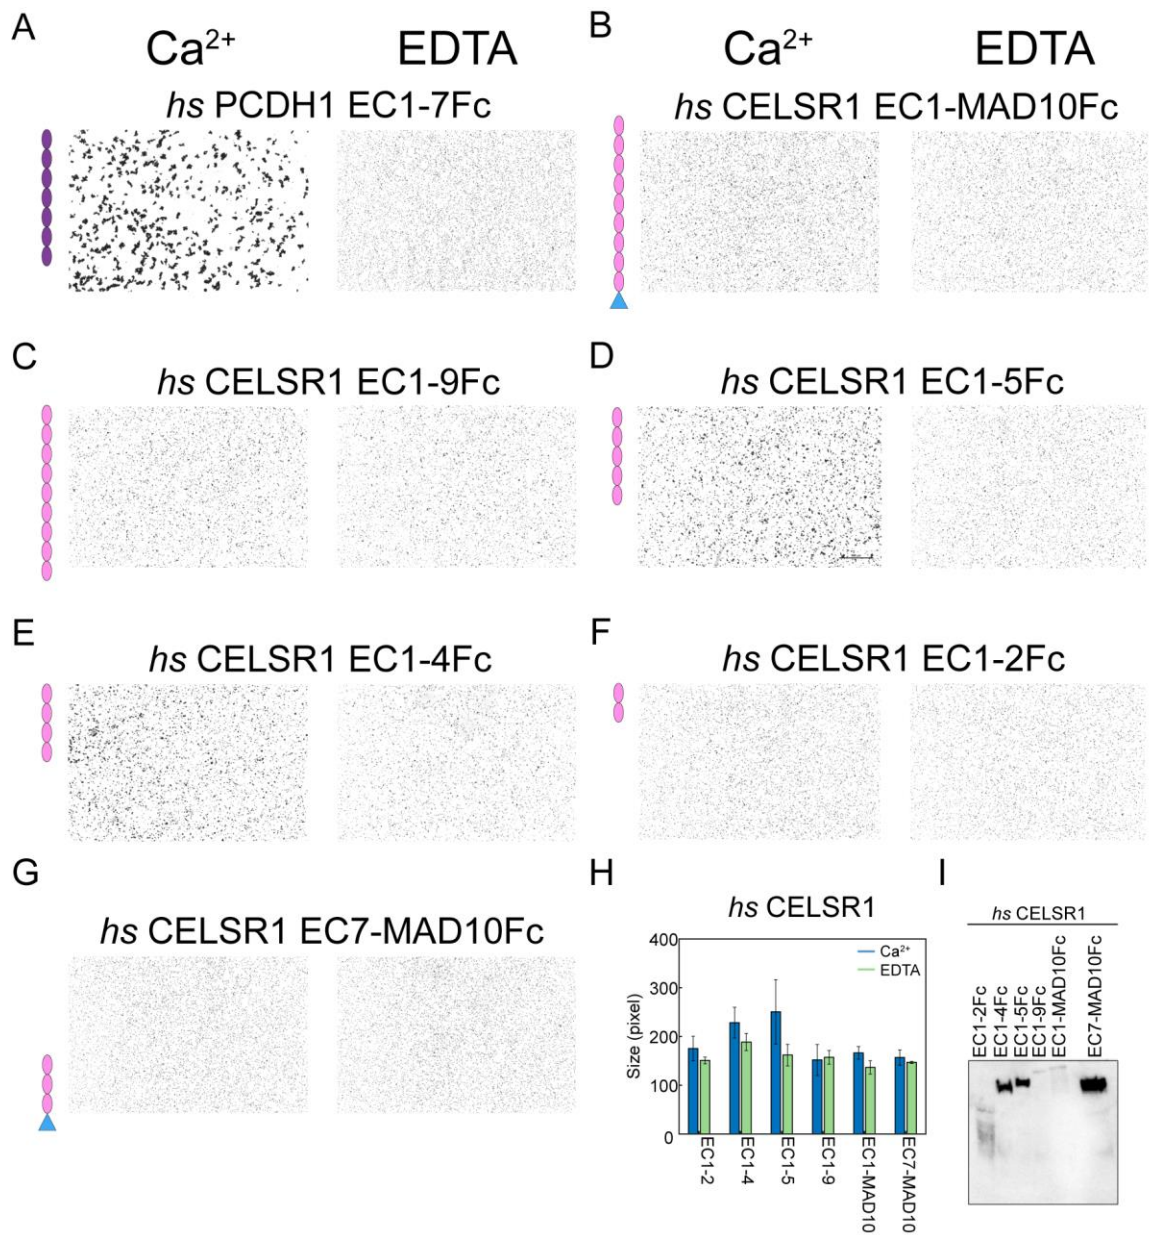 A
Ca²⁺ EDTA
hs PCDH1 EC1-7Fc
B
Ca²⁺ EDTA
hs CELSR1 EC1-MAD10Fc
C
hs CELSR1 EC1-9Fc
D
hs CELSR1 EC1-5Fc
E
hs CELSR1 EC1-4Fc
F
hs CELSR1 EC1-2Fc
G
hs CELSR1 EC7-MAD10Fc
H
hs CELSR1
Size (pixel)
400
300
200
100
0
Ca²⁺
EDTA
EC1-2
EC1-4
EC1-5
EC1-9
EC1-MAD10
EC7-MAD10
I
hs CELSR1
EC1-2Fc
EC1-4Fc
EC1-5Fc
EC1-9Fc
EC1-MAD10Fc
EC7-MAD10Fc